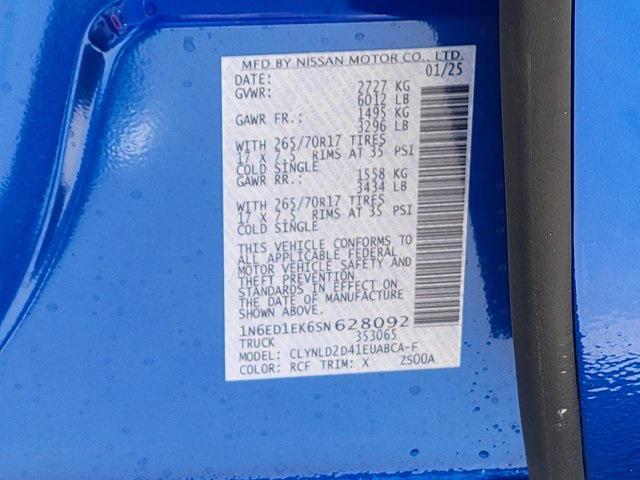 MFD BY NISSAN MOTOR CO., LTD.
DATE: 01/25
GVWR: 2727 KG
6012 LB
GAWR FR.: 1495 KG
3296 LB
WITH 265/70R17 TIRES
17 X 7.5 RIMS AT 35 PSI
COLD SINGLE
GAWR RR.: 1558 KG
3434 LB
WITH 265/70R17 TIRES
17 X 7.5 RIMS AT 35 PSI
COLD SINGLE
THIS VEHICLE CONFORMS TO
ALL APPLICABLE FEDERAL
MOTOR VEHICLE SAFETY AND
THEFT PREVENTION
STANDARDS IN EFFECT ON
THE DATE OF MANUFACTURE
SHOWN ABOVE.
1N6ED1EK6SN628092
TRUCK 353065
MODEL: CLYNLD2D41EUABCA-F
COLOR: RCF TRIM: X ZS00A